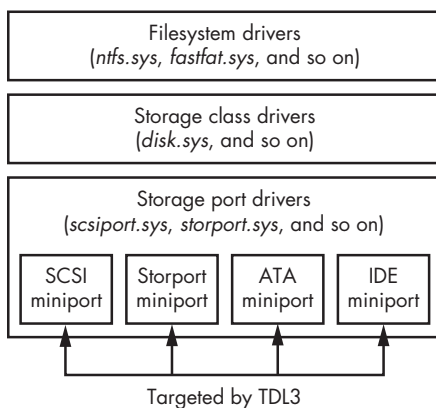 Filesystem drivers
(ntfs.sys, fastfat.sys, and so on)
Storage class drivers
(disk.sys, and so on)
Storage port drivers
(scsiport.sys, storport.sys, and so on)
SCSI
miniport
Storport
miniport
ATA
miniport
IDE
miniport
Targeted by TDL3